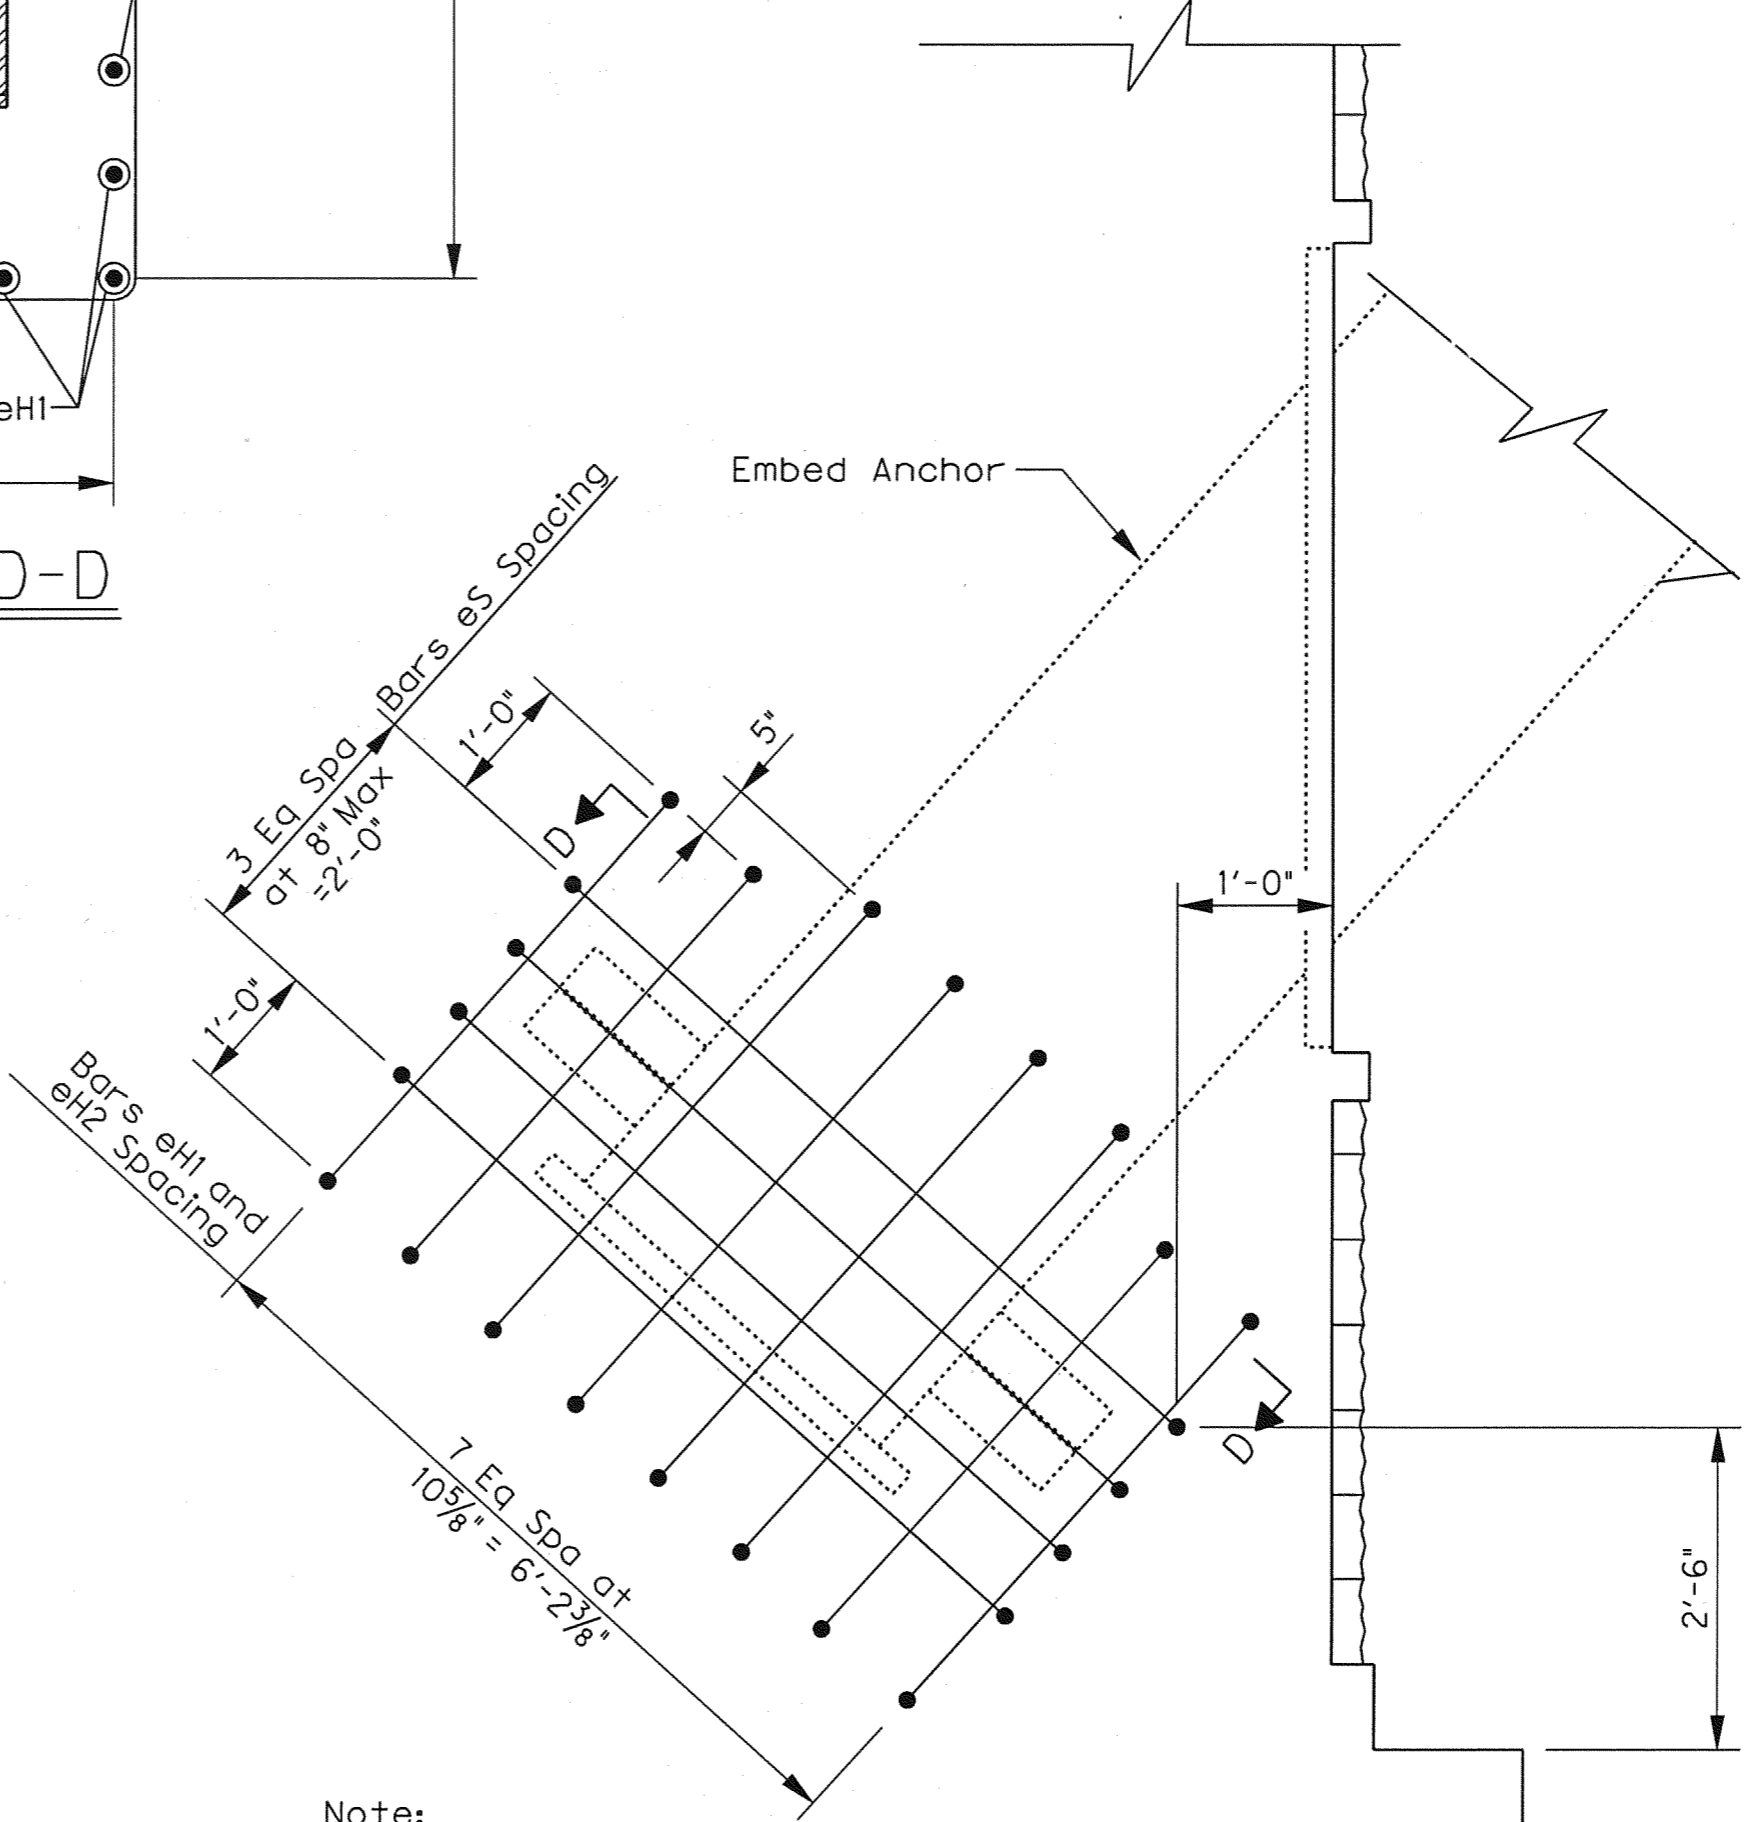 eH1
D-D
Embed Anchor
Bars eS Spacing
1'-0"
5"
3 Eq Spa
at 8" Max
=2'-0"
D
1'-0"
1'-0"
Bars eH1 and
eH2 Spacing
7 Eq Spa at
10⅝" = 6'-2⅜"
D
2'-6"
Note: